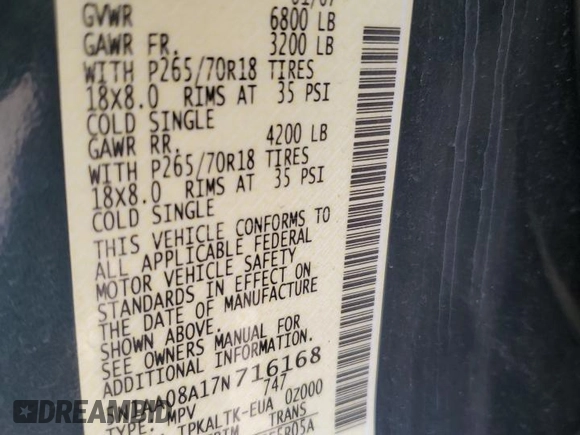 GVWR 6800 LB
GAWR FR. 3200 LB
WITH P265/70R18 TIRES
18X8.0 RIMS AT 35 PSI
COLD SINGLE
GAWR RR. 4200 LB
WITH P265/70R18 TIRES
18X8.0 RIMS AT 35 PSI
COLD SINGLE
THIS VEHICLE CONFORMS TO
ALL APPLICABLE FEDERAL
MOTOR VEHICLE SAFETY
STANDARDS IN EFFECT ON
THE DATE OF MANUFACTURE
SHOWN ABOVE.
SEE OWNERS MANUAL FOR
ADDITIONAL INFORMATION.
5N1AA08A17N716168
TYPE: MPV 747
TPKALTK-EUA 0Z000
TRIM TRANS
DREAMBID